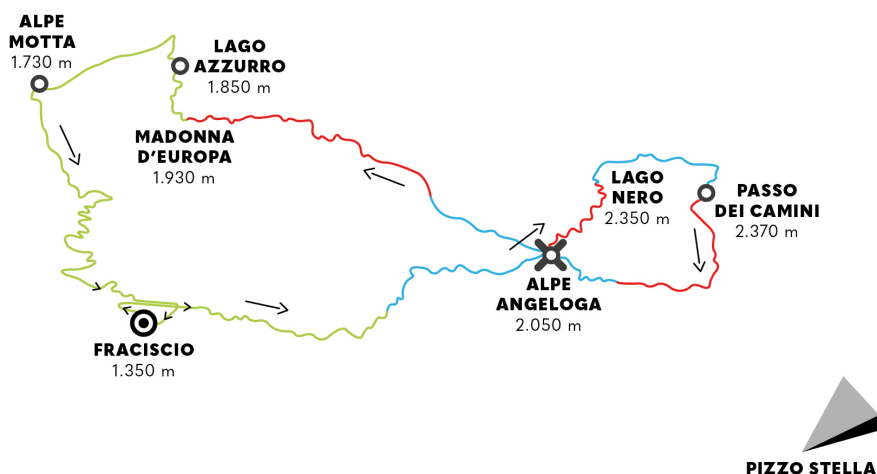 ALPE
MOTTA
1.730 m
LAGO
AZZURRO
1.850 m
MADONNA
D'EUROPA
1.930 m
LAGO
NERO
2.350 m
PASSO
DEI CAMINI
2.370 m
ALPE
ANGELOGA
2.050 m
FRACISCIO
1.350 m
PIZZO STELLA